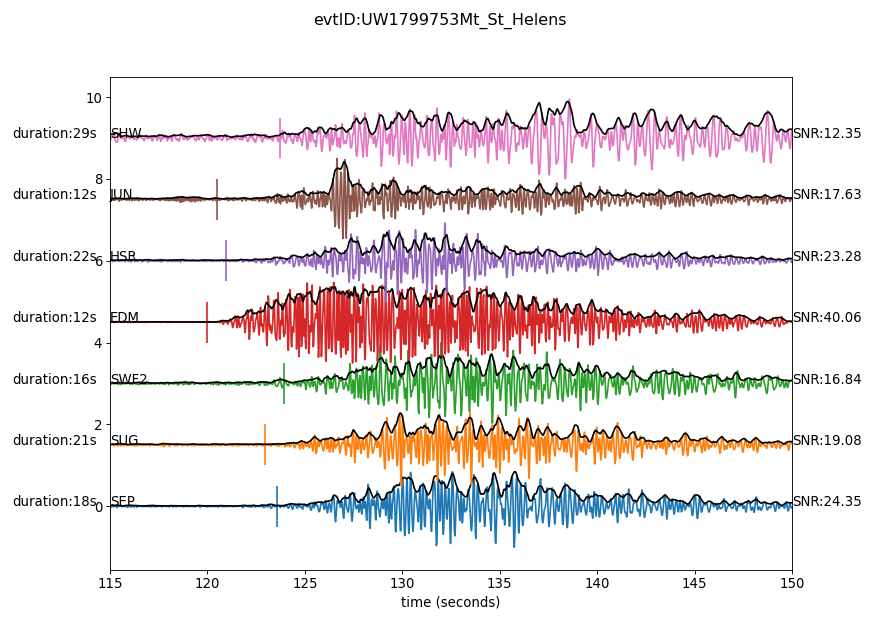 evtID:UW1799753Mt_St_Helens
10
duration:29s SHW SNR:12.35
8
duration:12s JUN SNR:17.63
duration:22s HSR SNR:23.28
6
duration:12s EDM SNR:40.06
4
duration:16s SWF2 SNR:16.84
2
duration:21s SUG SNR:19.08
duration:18s SEP SNR:24.35
0
115 120 125 130 135 140 145 150
time (seconds)